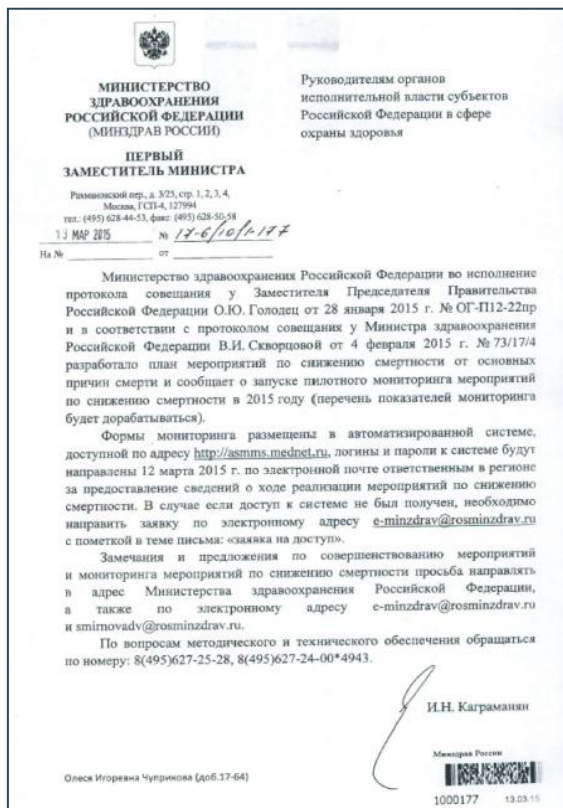 МИНИСТЕРСТВО
ЗДРАВООХРАНЕНИЯ
РОССИЙСКОЙ ФЕДЕРАЦИИ
(МИНЗДРАВ РОССИИ)
ПЕРВЫЙ
ЗАМЕСТИТЕЛЬ МИНИСТРА
Рахмановский пер., д. 3/25, стр. 1, 2, 3, 4,
Москва, ГСП-4, 127994
тел.: (495) 628-44-53, факс: (495) 628-50-58
13 МАР 2015 № 17-6/10/1-177
На № от
Руководителям органов
исполнительной власти субъектов
Российской Федерации в сфере
охраны здоровья
Министерство здравоохранения Российской Федерации во исполнение
протокола совещания у Заместителя Председателя Правительства
Российской Федерации О.Ю. Голодец от 28 января 2015 г. № ОГ-П12-22пр
и в соответствии с протоколом совещания у Министра здравоохранения
Российской Федерации В.И. Скворцовой от 4 февраля 2015 г. № 73/17/4
разработало план мероприятий по снижению смертности от основных
причин смерти и сообщает о запуске пилотного мониторинга мероприятий
по снижению смертности в 2015 году (перечень показателей мониторинга
будет дорабатываться).
Формы мониторинга размещены в автоматизированной системе,
доступной по адресу http://asmms.mednet.ru, логины и пароли к системе будут
направлены 12 марта 2015 г. по электронной почте ответственным в регионе
за предоставление сведений о ходе реализации мероприятий по снижению
смертности. В случае если доступ к системе не был получен, необходимо
направить заявку по электронному адресу e-minzdrav@rosminzdrav.ru
с пометкой в теме письма: «заявка на доступ».
Замечания и предложения по совершенствованию мероприятий
и мониторинга мероприятий по снижению смертности просьба направлять
в адрес Министерства здравоохранения Российской Федерации,
а также по электронному адресу e-minzdrav@rosminzdrav.ru
и smirnovadv@rosminzdrav.ru.
По вопросам методического и технического обеспечения обращаться
по номеру: 8(495)627-25-28, 8(495)627-24-00*4943.
И.Н. Каграманян
Минздрав России
Олеся Игоревна Чуприкова (доб.17-64)
1000177 13.03.15